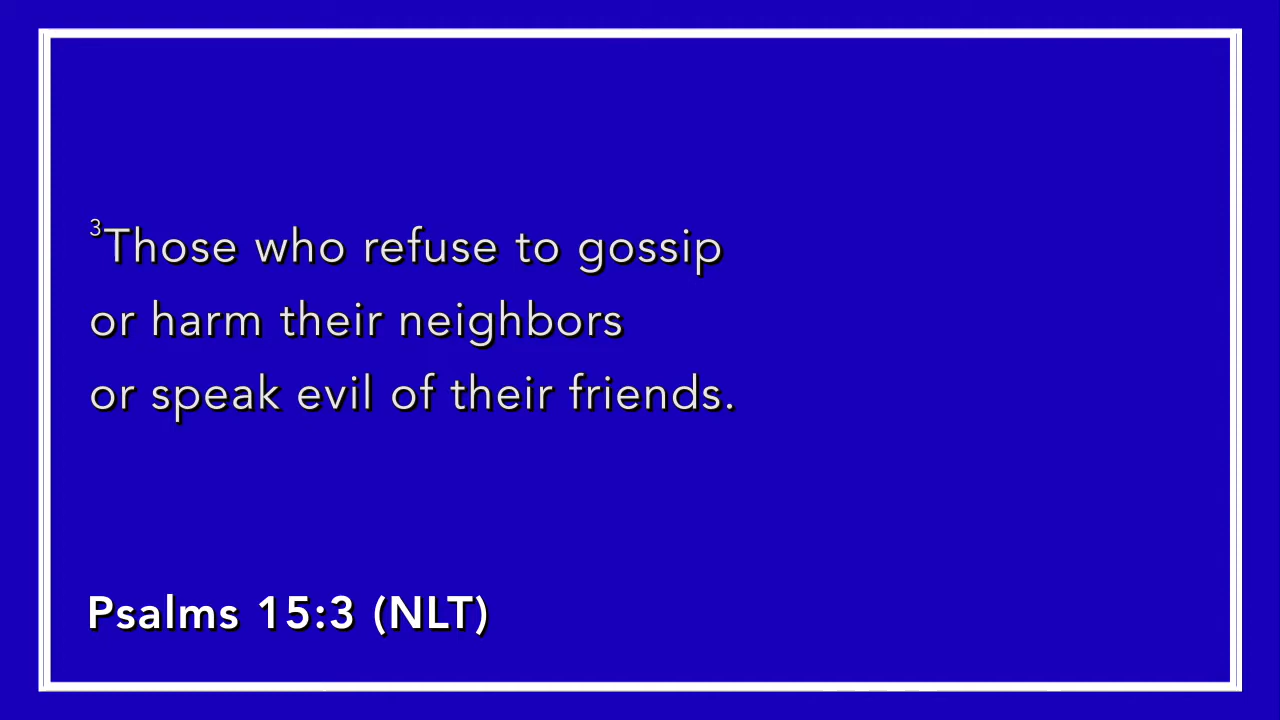 ³Those who refuse to gossip
or harm their neighbors
or speak evil of their friends.
Psalms 15:3 (NLT)